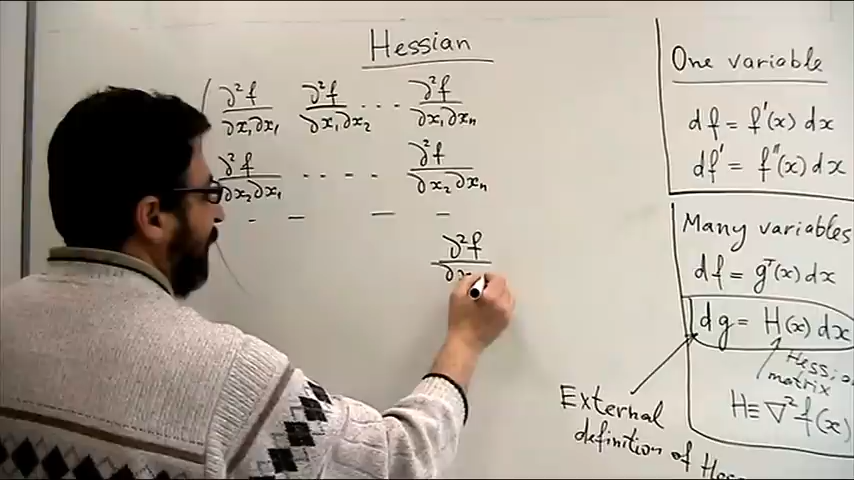 Hessian
∂²f/∂x₁∂x₁ ∂²f/∂x₁∂x₂ ---- ∂²f/∂x₁∂xₙ
∂²f/∂x₂∂x₁ ---- ∂²f/∂x₂∂xₙ
- - - -
∂²f/∂x
One variable
df = f'(x) dx
df' = f''(x) dx
Many variables
df = gᵀ(x) dx
dg = H(x) dx
Hessian
matrix
H ≡ ∇²f(x)
External
definition of Hess